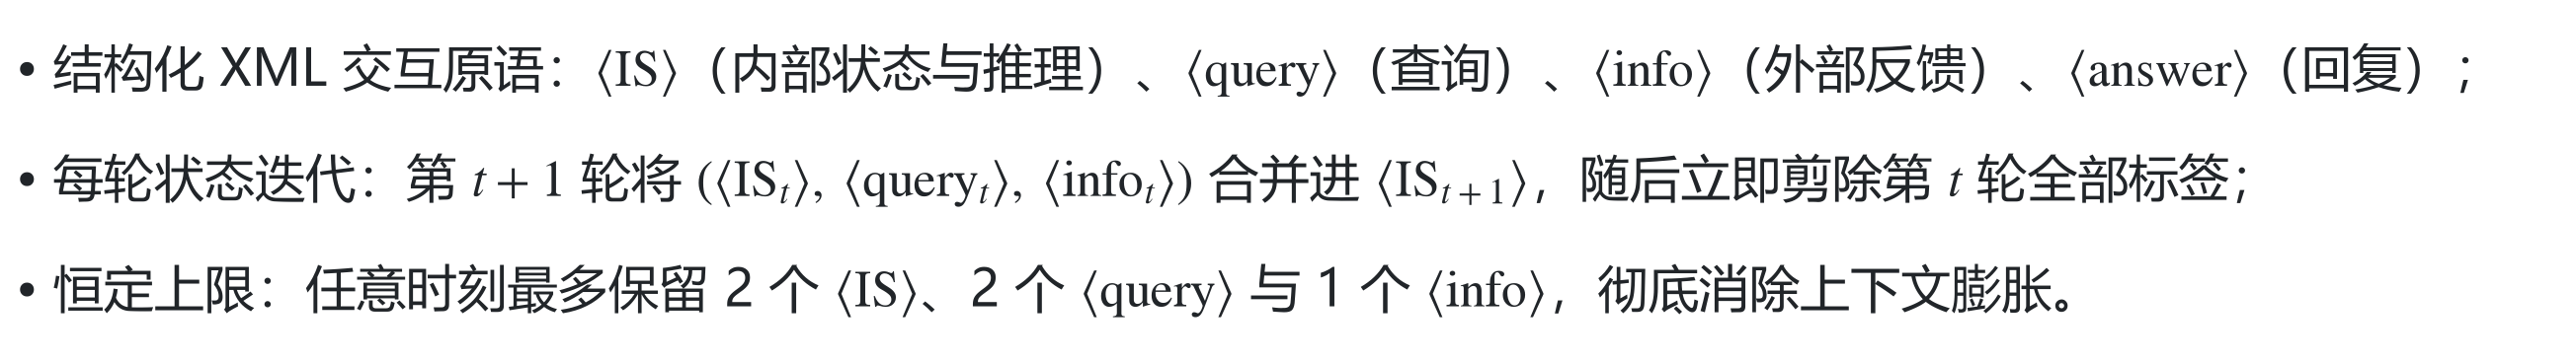 • 结构化 XML 交互原语：⟨IS⟩（内部状态与推理）、⟨query⟩（查询）、⟨info⟩（外部反馈）、⟨answer⟩（回复）；
• 每轮状态迭代：第 t + 1 轮将 (⟨IS_t⟩, ⟨query_t⟩, ⟨info_t⟩) 合并进 ⟨IS_{t+1}⟩，随后立即剪除第 t 轮全部标签；
• 恒定上限：任意时刻最多保留 2 个 ⟨IS⟩、2 个 ⟨query⟩ 与 1 个 ⟨info⟩，彻底消除上下文膨胀。